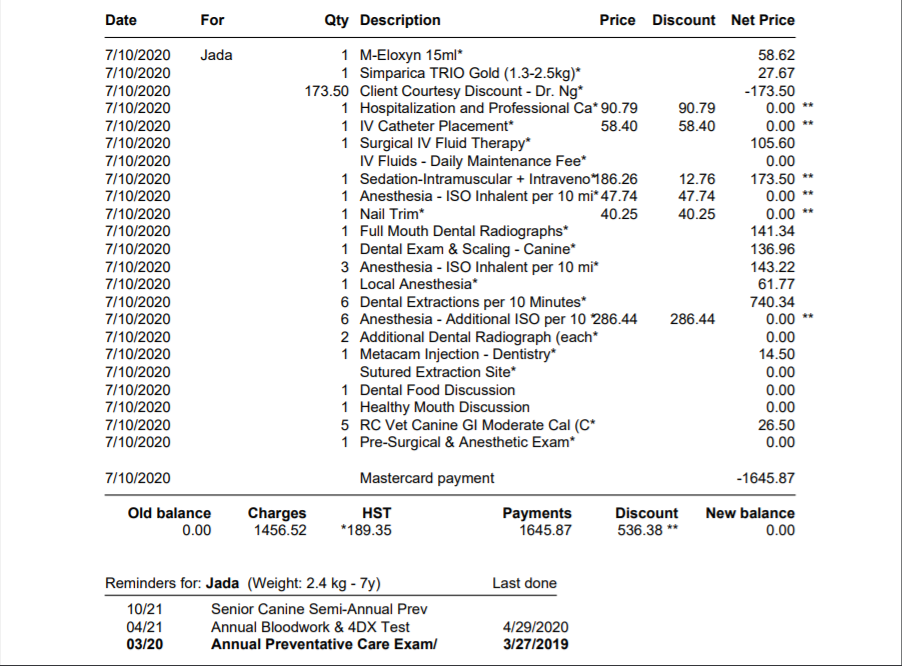 Date For Qty Description Price Discount Net Price
7/10/2020 Jada 1 M-Eloxyn 15ml* 58.62
7/10/2020 1 Simparica TRIO Gold (1.3-2.5kg)* 27.67
7/10/2020 173.50 Client Courtesy Discount - Dr. Ng* -173.50
7/10/2020 1 Hospitalization and Professional Ca* 90.79 90.79 0.00 **
7/10/2020 1 IV Catheter Placement* 58.40 58.40 0.00 **
7/10/2020 1 Surgical IV Fluid Therapy* 105.60
7/10/2020 IV Fluids - Daily Maintenance Fee* 0.00
7/10/2020 1 Sedation-Intramuscular + Intraveno*186.26 12.76 173.50 **
7/10/2020 1 Anesthesia - ISO Inhalent per 10 mi* 47.74 47.74 0.00 **
7/10/2020 1 Nail Trim* 40.25 40.25 0.00 **
7/10/2020 1 Full Mouth Dental Radiographs* 141.34
7/10/2020 1 Dental Exam & Scaling - Canine* 136.96
7/10/2020 3 Anesthesia - ISO Inhalent per 10 mi* 143.22
7/10/2020 1 Local Anesthesia* 61.77
7/10/2020 6 Dental Extractions per 10 Minutes* 740.34
7/10/2020 6 Anesthesia - Additional ISO per 10 *286.44 286.44 0.00 **
7/10/2020 2 Additional Dental Radiograph (each* 0.00
7/10/2020 1 Metacam Injection - Dentistry* 14.50
7/10/2020 Sutured Extraction Site* 0.00
7/10/2020 1 Dental Food Discussion 0.00
7/10/2020 1 Healthy Mouth Discussion 0.00
7/10/2020 5 RC Vet Canine GI Moderate Cal (C* 26.50
7/10/2020 1 Pre-Surgical & Anesthetic Exam* 0.00
7/10/2020 Mastercard payment -1645.87
Old balance Charges HST Payments Discount New balance
0.00 1456.52 *189.35 1645.87 536.38 ** 0.00
Reminders for: Jada (Weight: 2.4 kg - 7y) Last done
10/21 Senior Canine Semi-Annual Prev
04/21 Annual Bloodwork & 4DX Test 4/29/2020
03/20 Annual Preventative Care Exam/ 3/27/2019